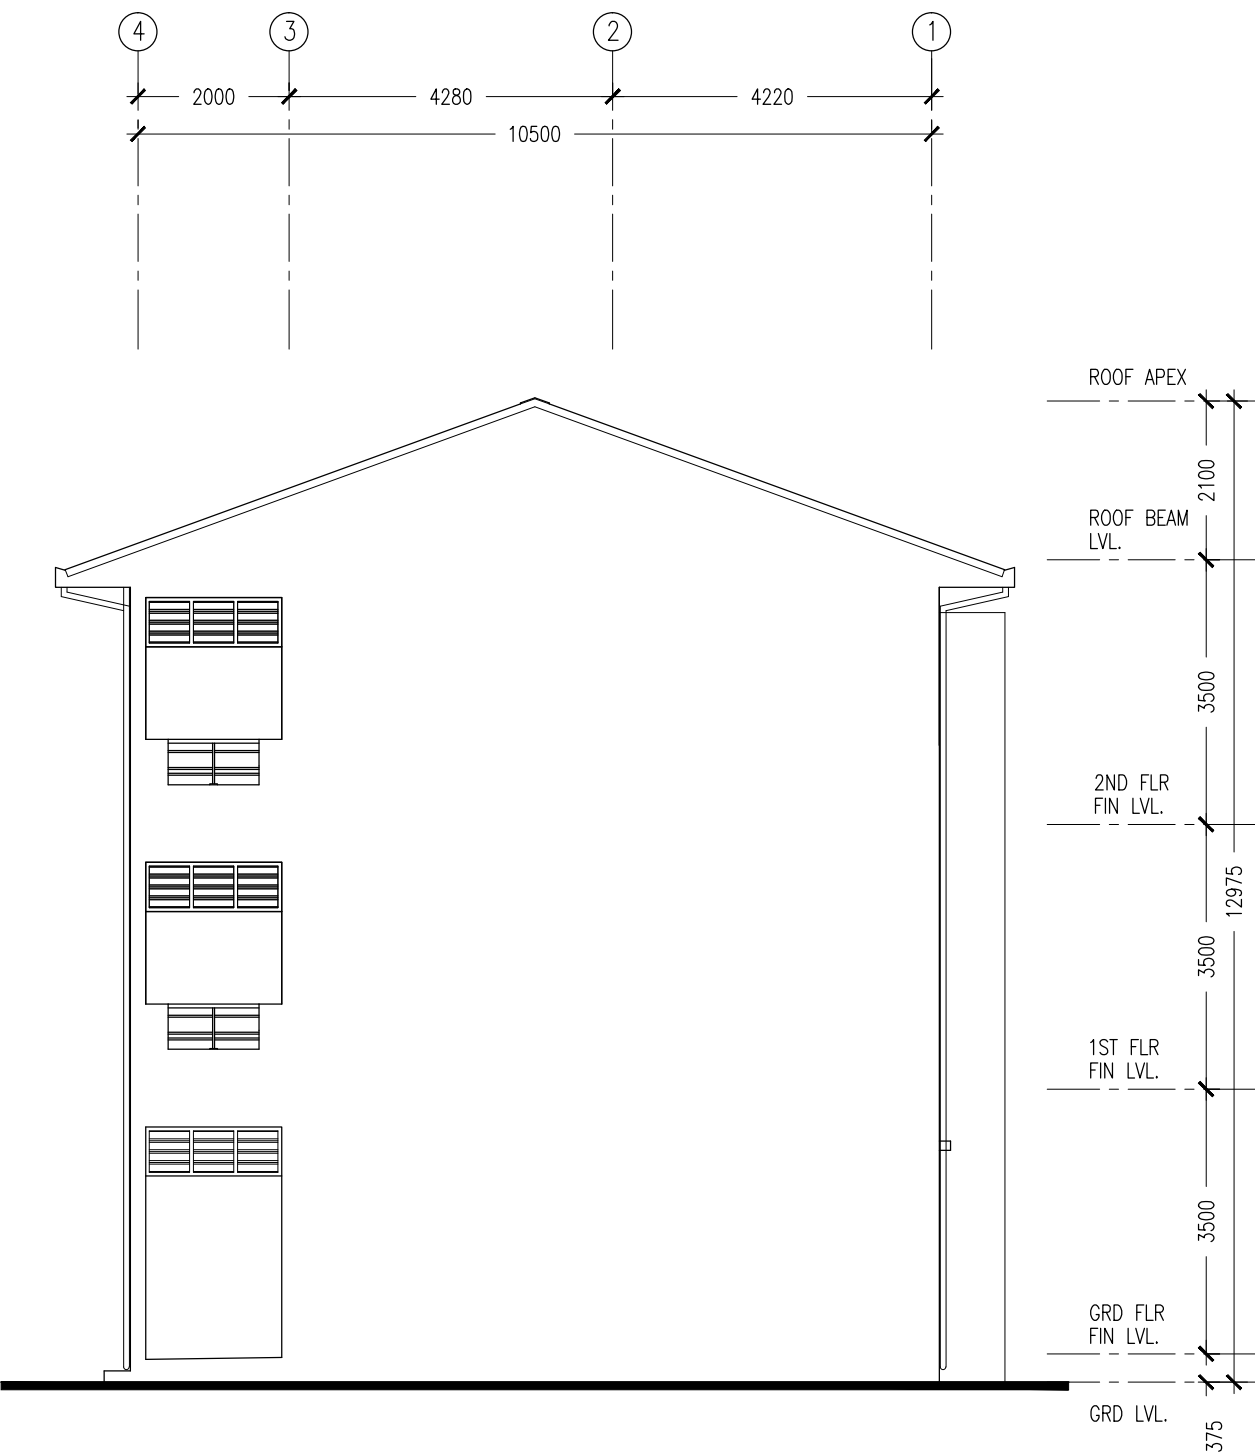 4 3 2 1
2000 4280 4220
10500
ROOF APEX
2100
ROOF BEAM
LVL.
3500
2ND FLR
FIN LVL.
12975
3500
1ST FLR
FIN LVL.
3500
GRD FLR
FIN LVL.
GRD LVL.
375